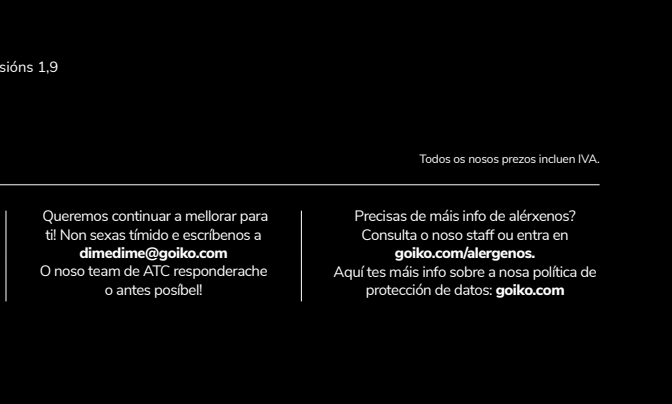 sións 1,9
Todos os nosos prezos incluen IVA.
Queremos continuar a mellorar para
ti! Non sexas tímido e escríbenos a
dimedime@goiko.com
O noso team de ATC responderache
o antes posíbel!
Precisas de máis info de alérxenos?
Consulta o noso staff ou entra en
goiko.com/alergenos.
Aquí tes máis info sobre a nosa política de
protección de datos: goiko.com